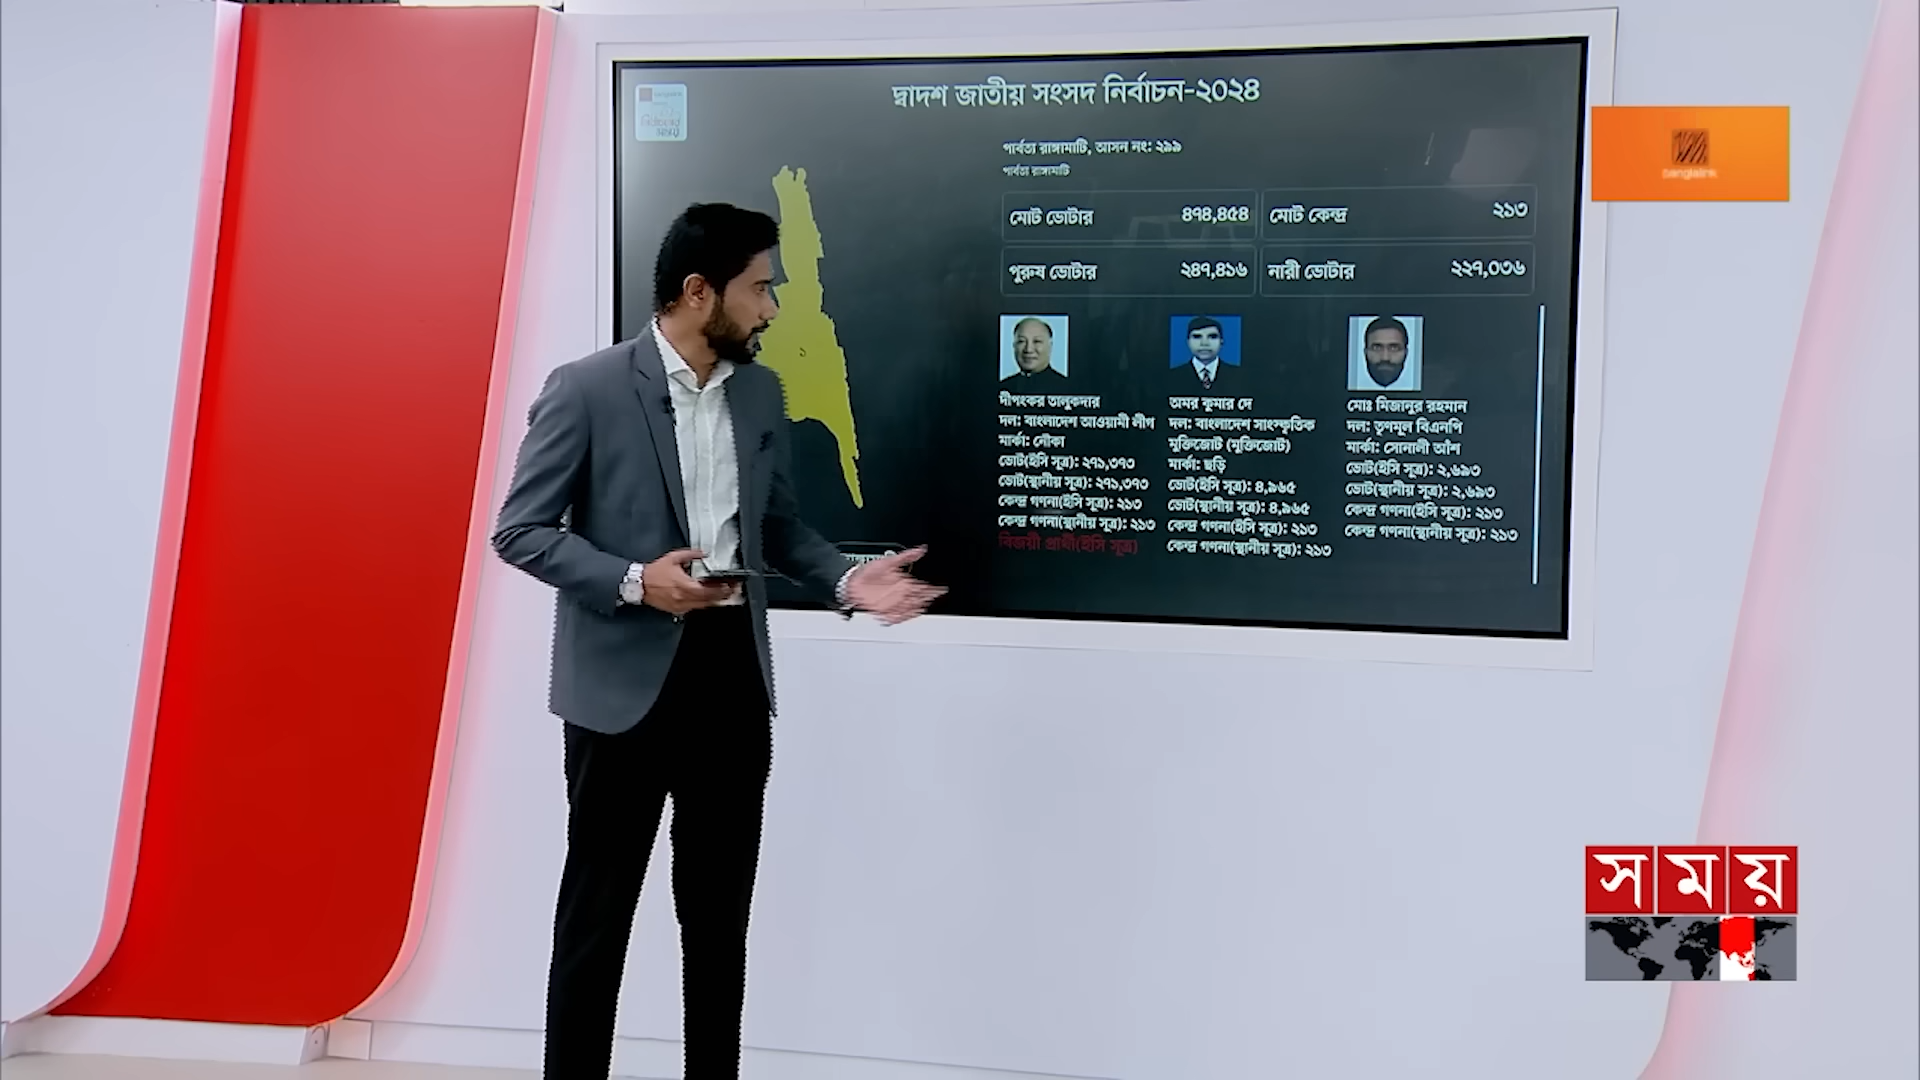 দ্বাদশ জাতীয় সংসদ নির্বাচন-২০২৪
পার্বত্য রাঙ্গামাটি, আসন নং: ২৯৯
পার্বত্য রাঙ্গামাটি
মোট ভোটার ৪৭৪,৪৫৪ মোট কেন্দ্র ২১৩
পুরুষ ভোটার ২৪৭,৪১৬ নারী ভোটার ২২৭,০৩৬
১
দীপংকর তালুকদার
দল: বাংলাদেশ আওয়ামী লীগ
মার্কা: নৌকা
ভোট(ইসি সূত্র): ২৭১,৩৭৩
ভোট(স্থানীয় সূত্র): ২৭১,৩৭৩
কেন্দ্র গণনা(ইসি সূত্র): ২১৩
কেন্দ্র গণনা(স্থানীয় সূত্র): ২১৩
বিজয়ী প্রার্থী(ইসি সূত্র)
অমর কুমার দে
দল: বাংলাদেশ সাংস্কৃতিক
মুক্তিজোট (মুক্তিজোট)
মার্কা: ছড়ি
ভোট(ইসি সূত্র): ৪,৯৬৫
ভোট(স্থানীয় সূত্র): ৪,৯৬৫
কেন্দ্র গণনা(ইসি সূত্র): ২১৩
কেন্দ্র গণনা(স্থানীয় সূত্র): ২১৩
মোঃ মিজানুর রহমান
দল: তৃণমূল বিএনপি
মার্কা: সোনালী আঁশ
ভোট(ইসি সূত্র): ২,৬৯৩
ভোট(স্থানীয় সূত্র): ২,৬৯৩
কেন্দ্র গণনা(ইসি সূত্র): ২১৩
কেন্দ্র গণনা(স্থানীয় সূত্র): ২১৩
banglalink
সময়